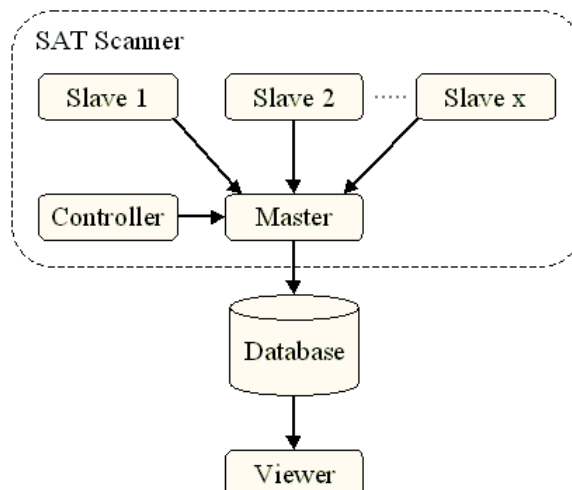 SAT Scanner
Slave 1
Slave 2
Slave x
Controller
Master
Database
Viewer